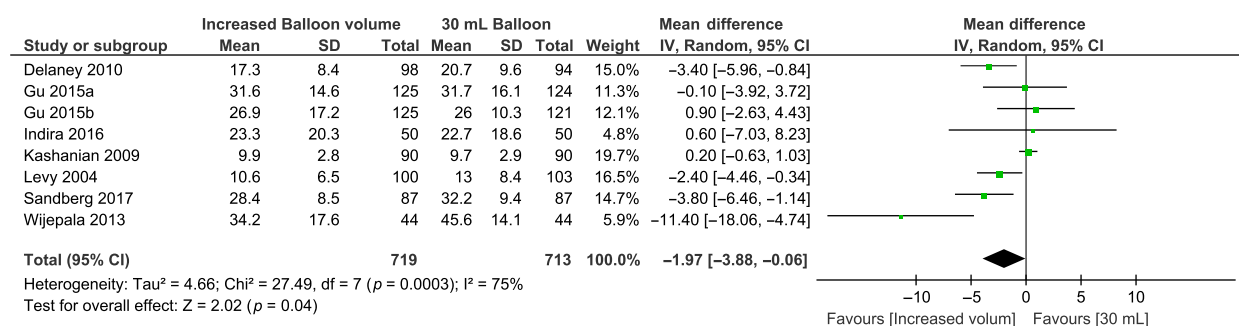 Increased Balloon volume 30 mL Balloon Mean difference Mean difference
Study or subgroup Mean SD Total Mean SD Total Weight IV, Random, 95% CI IV, Random, 95% CI
Delaney 2010 17.3 8.4 98 20.7 9.6 94 15.0% −3.40 [−5.96, −0.84]
Gu 2015a 31.6 14.6 125 31.7 16.1 124 11.3% −0.10 [−3.92, 3.72]
Gu 2015b 26.9 17.2 125 26 10.3 121 12.1% 0.90 [−2.63, 4.43]
Indira 2016 23.3 20.3 50 22.7 18.6 50 4.8% 0.60 [−7.03, 8.23]
Kashanian 2009 9.9 2.8 90 9.7 2.9 90 19.7% 0.20 [−0.63, 1.03]
Levy 2004 10.6 6.5 100 13 8.4 103 16.5% −2.40 [−4.46, −0.34]
Sandberg 2017 28.4 8.5 87 32.2 9.4 87 14.7% −3.80 [−6.46, −1.14]
Wijepala 2013 34.2 17.6 44 45.6 14.1 44 5.9% −11.40 [−18.06, −4.74]
Total (95% CI) 719 713 100.0% −1.97 [−3.88, −0.06]
Heterogeneity: Tau² = 4.66; Chi² = 27.49, df = 7 (p = 0.0003); I² = 75%
Test for overall effect: Z = 2.02 (p = 0.04)
−10 −5 0 5 10
Favours [Increased volum] Favours [30 mL]